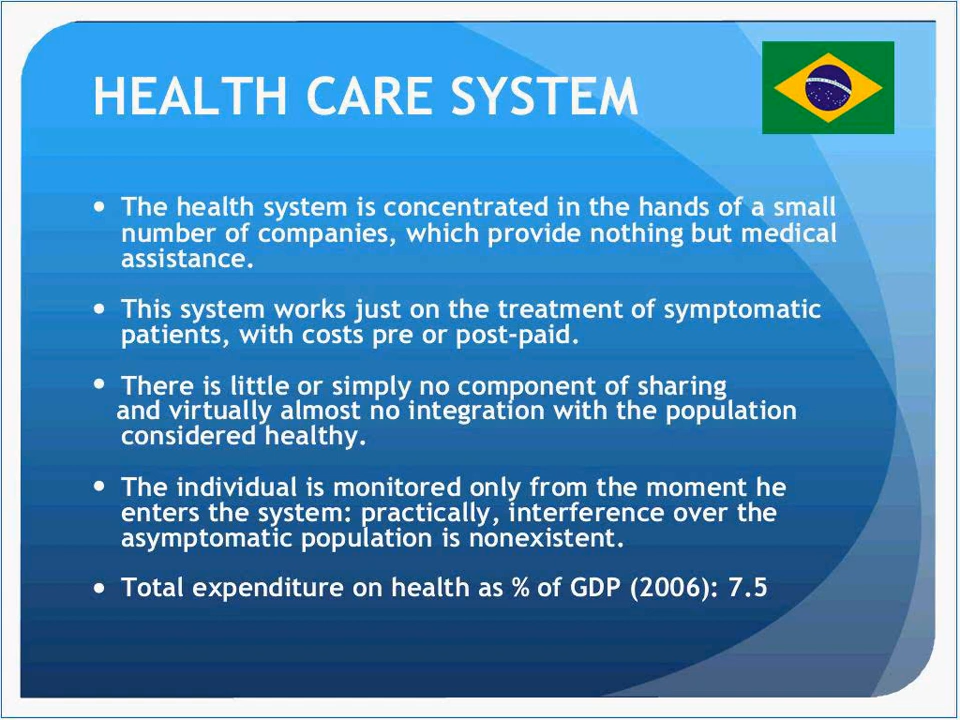 HEALTH CARE SYSTEM
• The health system is concentrated in the hands of a small
number of companies, which provide nothing but medical
assistance.
• This system works just on the treatment of symptomatic
patients, with costs pre or post-paid.
• There is little or simply no component of sharing
and virtually almost no integration with the population
considered healthy.
• The individual is monitored only from the moment he
enters the system: practically, interference over the
asymptomatic population is nonexistent.
• Total expenditure on health as % of GDP (2006): 7.5